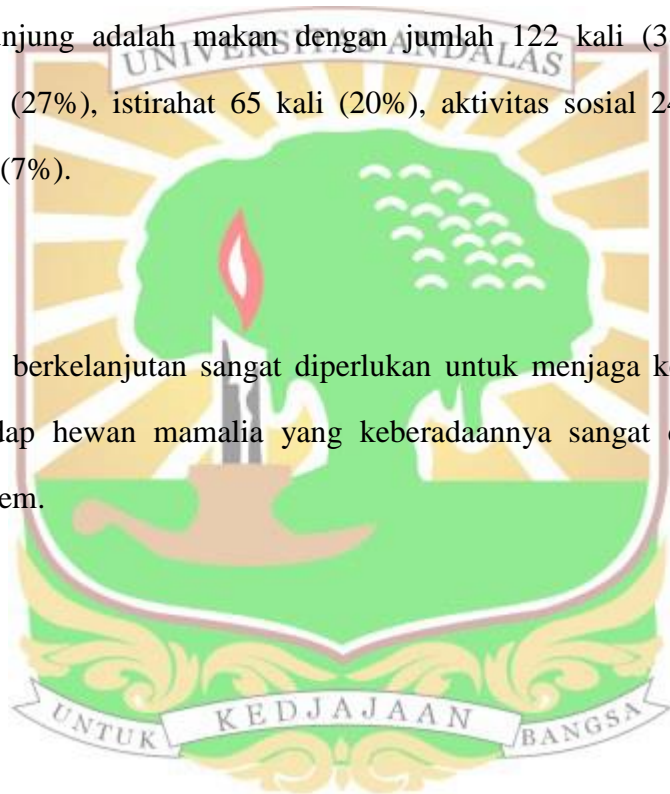 njung adalah makan dengan jumlah 122 kali (3
UNIVERSITAS ANDALAS
(27%), istirahat 65 kali (20%), aktivitas sosial 24
(7%).
berkelanjutan sangat diperlukan untuk menjaga k
dap hewan mamalia yang keberadaannya sangat
em.
UNTUK KEDJAJAAN BANGSA